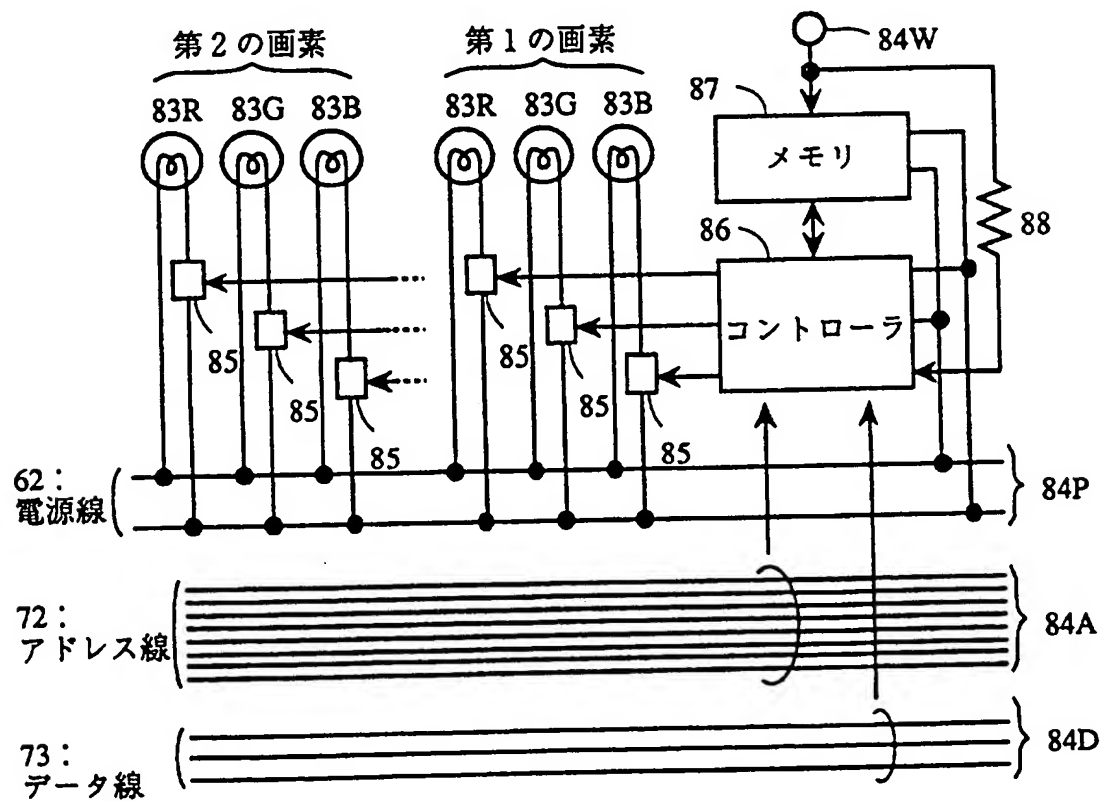 第2の画素
第1の画素
84W
83R 83G 83B
83R 83G 83B
87
メモリ
88
86
コントローラ
85
85
85
85
85
85
62：
電源線
84P
72：
アドレス線
84A
73：
データ線
84D